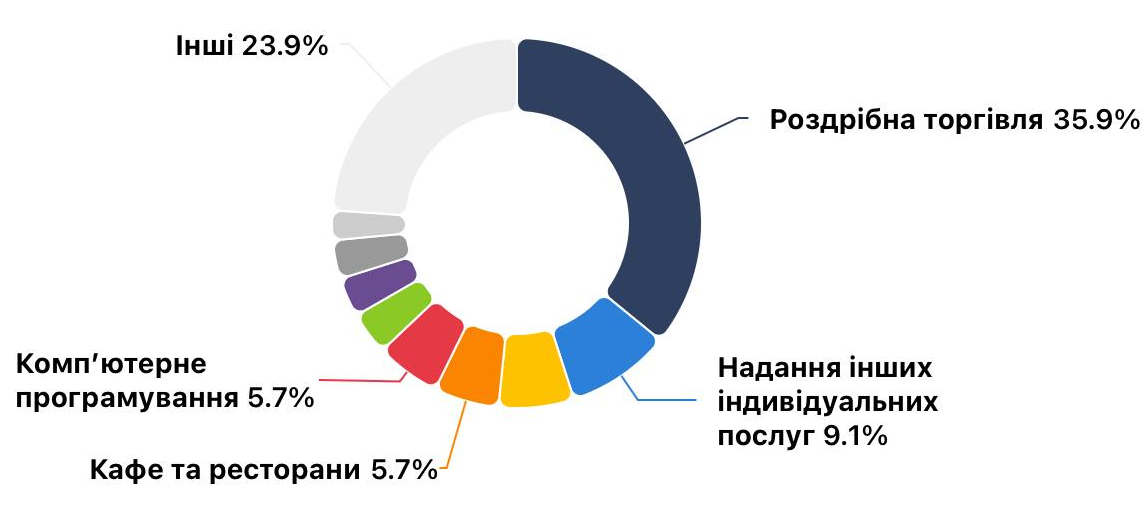 Інші 23.9%
Роздрібна торгівля 35.9%
Надання інших
індивідуальних
послуг 9.1%
Комп’ютерне
програмування 5.7%
Кафе та ресторани 5.7%